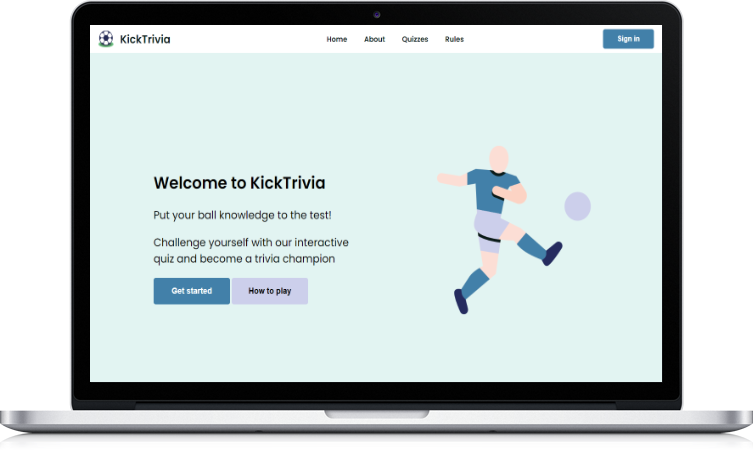 KickTrivia
Home About Quizzes Rules
Sign in
Welcome to KickTrivia
Put your ball knowledge to the test!
Challenge yourself with our interactive
quiz and become a trivia champion
Get started How to play